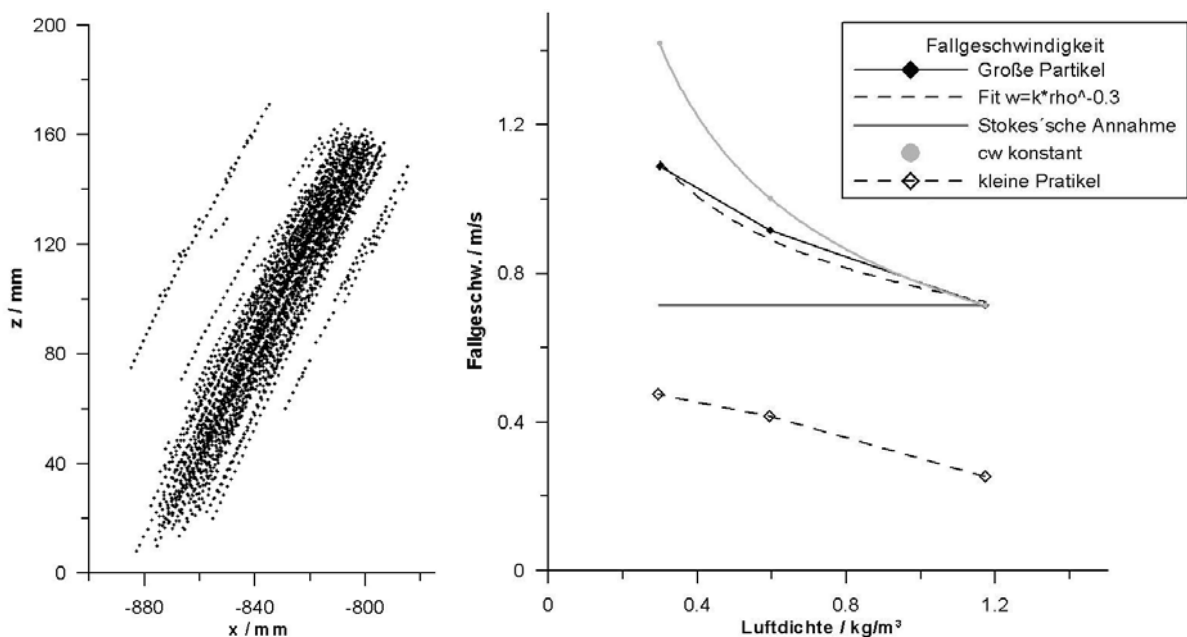 200
160
120
80
40
0
z / mm
-880
-840
-800
x / mm
Fallgeschw. / m/s
1.2
0.8
0.4
0
0
0.4
0.8
1.2
Luftdichte / kg/m³
Fallgeschwindigkeit
Große Partikel
Fit w=k*rho^-0.3
Stokes´sche Annahme
cw konstant
kleine Pratikel